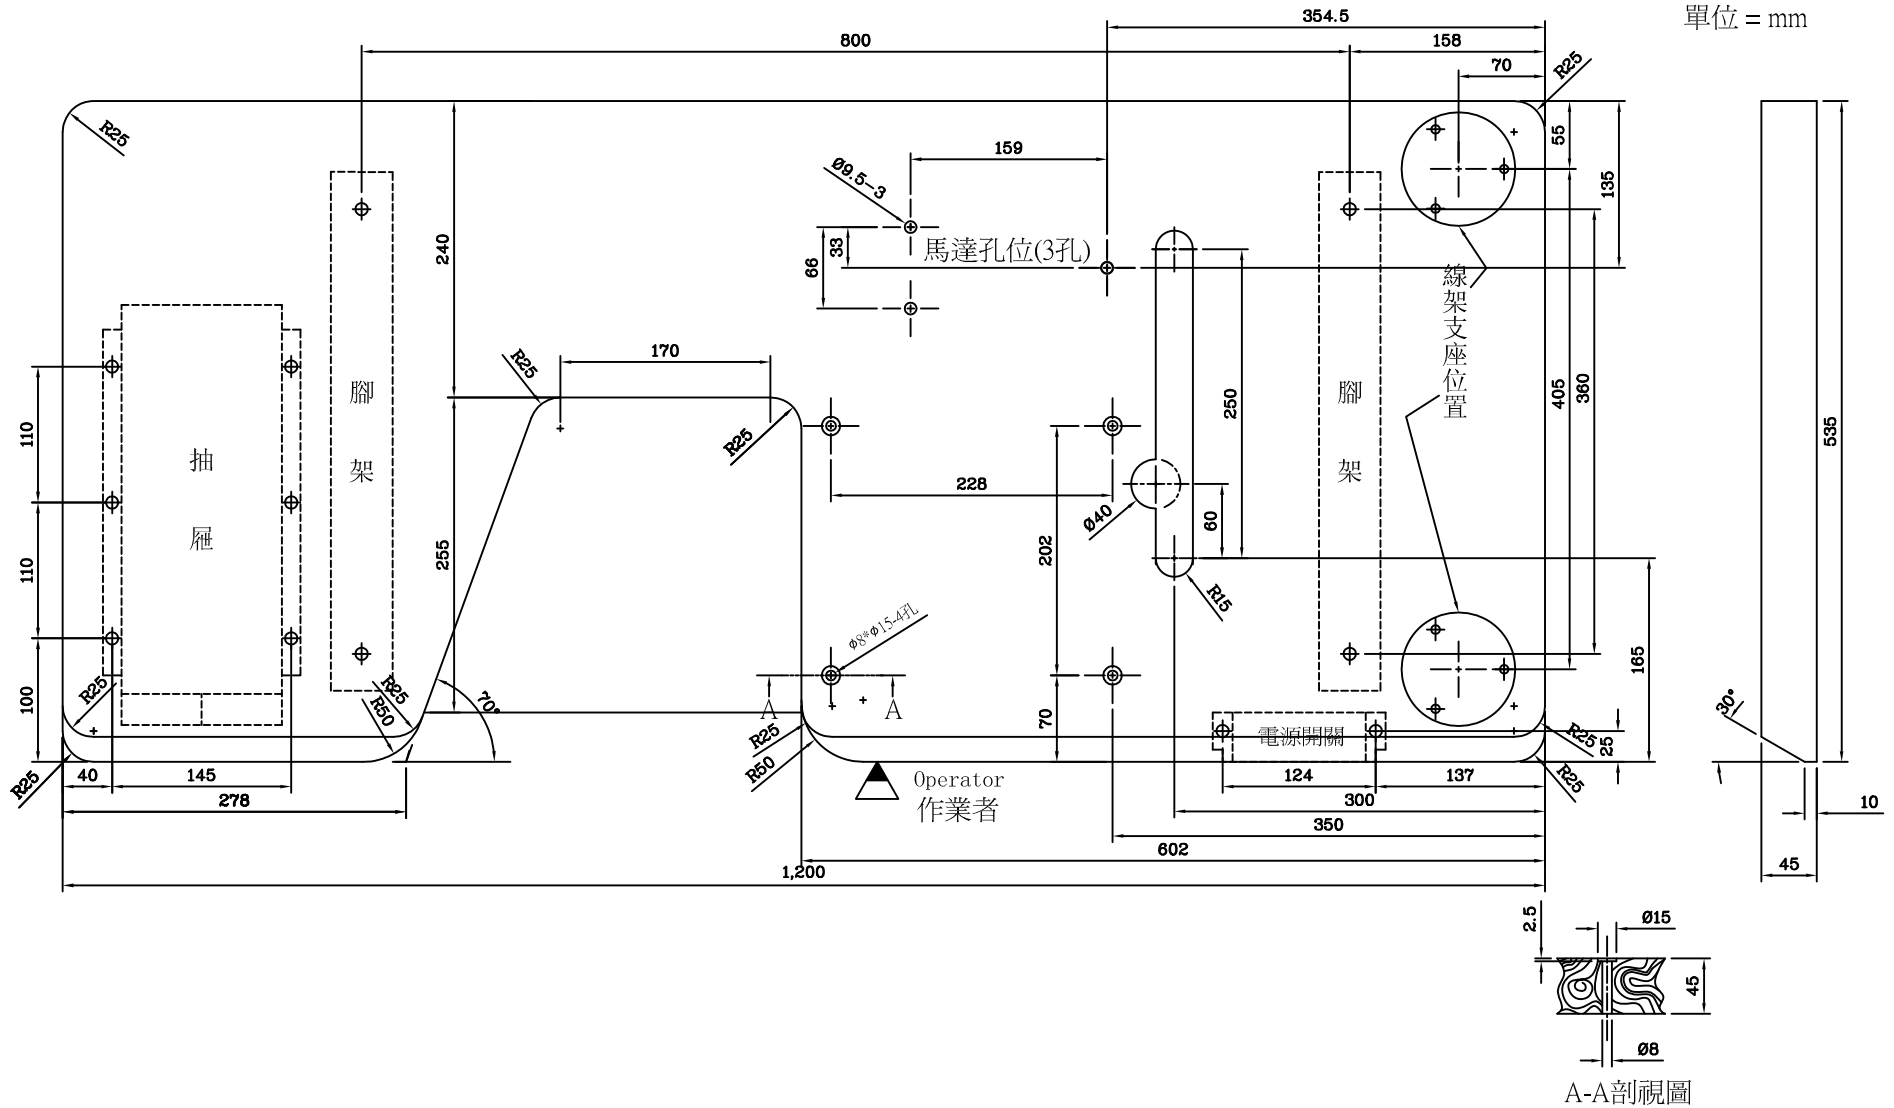 354.5
單位 = mm
800
158
70
R25
R25
55
135
159
Ø9.5-3
240
33
66
馬達孔位(3孔)
線架支座位置
170
R25
110
抽屜
腳架
R25
250
腳架
405
360
535
228
Ø40
60
255
202
110
R15
ø8*ø15-4孔
165
100
R25
R25
R50
70°
A
A
70
R25
R50
電源開關
R25
25
30°
R25
40
145
278
R25
Operator
作業者
124
137
300
350
602
1,200
10
45
2.5
Ø15
45
Ø8
A-A剖視圖